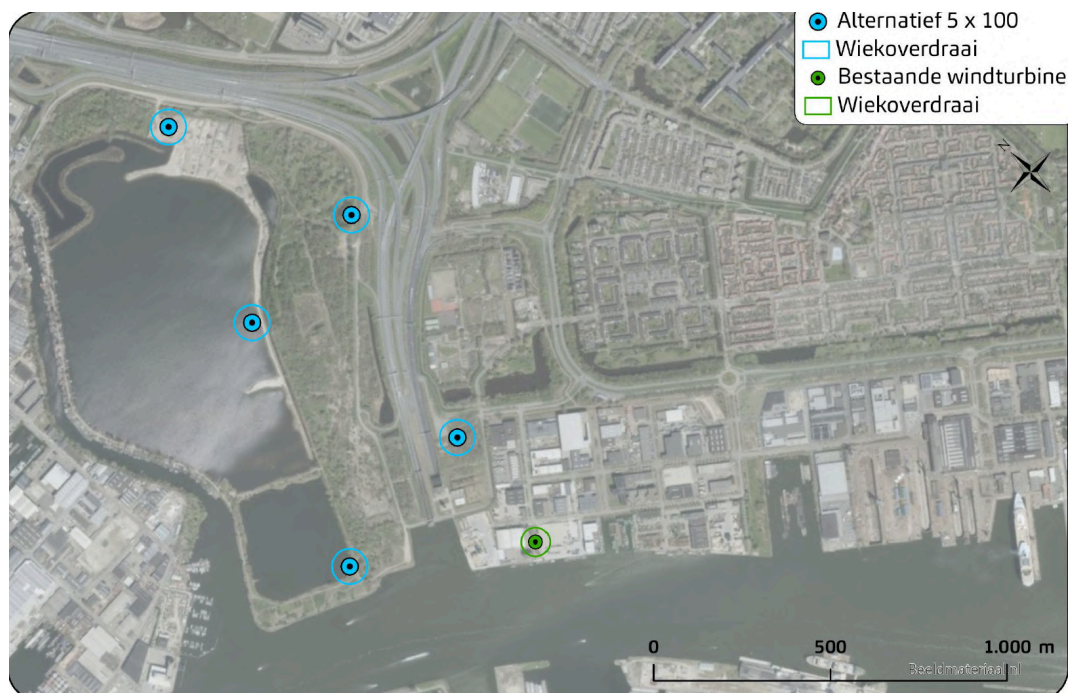 Alternatief 5 x 100
Wiekoverdraai
Bestaande windturbine
Wiekoverdraai
N
0 500 1.000 m
Beeldmateriaal.nl